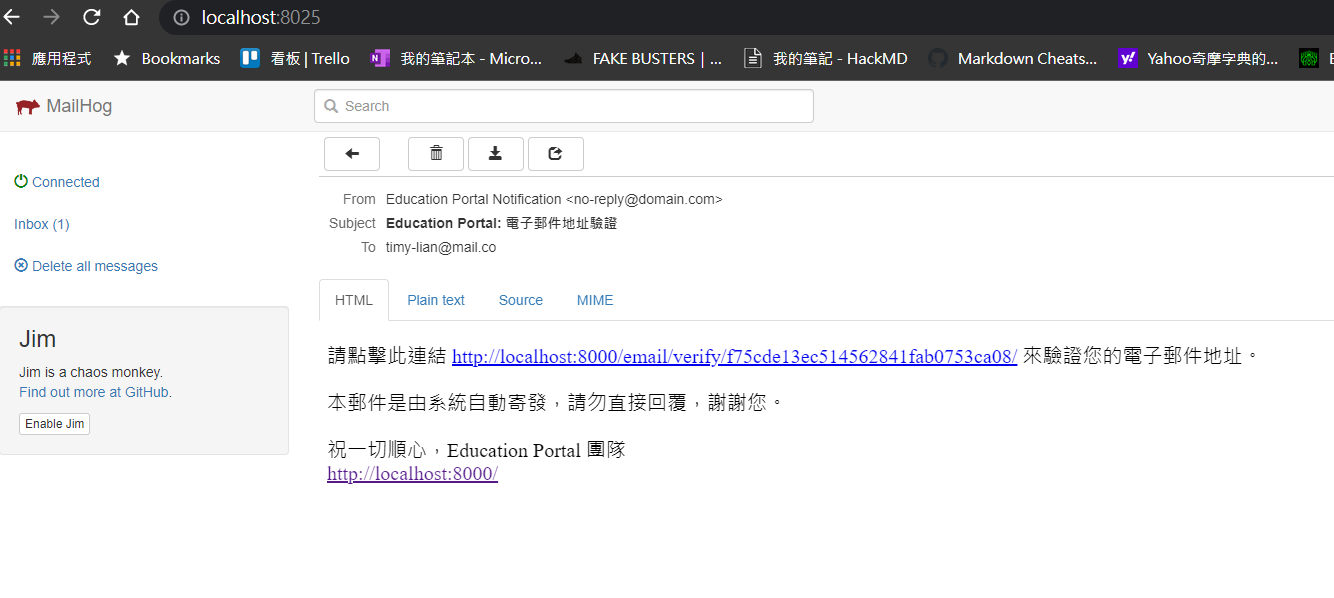 localhost:8025
應用程式 Bookmarks 看板 | Trello 我的筆記本 - Micro... FAKE BUSTERS | ... 我的筆記 - HackMD Markdown Cheats... Yahoo奇摩字典的...
MailHog Search
Connected
Inbox (1)
Delete all messages
Jim
Jim is a chaos monkey.
Find out more at GitHub.
Enable Jim
From Education Portal Notification <no-reply@domain.com>
Subject Education Portal: 電子郵件地址驗證
To timy-lian@mail.co
HTML Plain text Source MIME
請點擊此連結 http://localhost:8000/email/verify/f75cde13ec514562841fab0753ca08/ 來驗證您的電子郵件地址。
本郵件是由系統自動寄發，請勿直接回覆，謝謝您。
祝一切順心，Education Portal 團隊
http://localhost:8000/